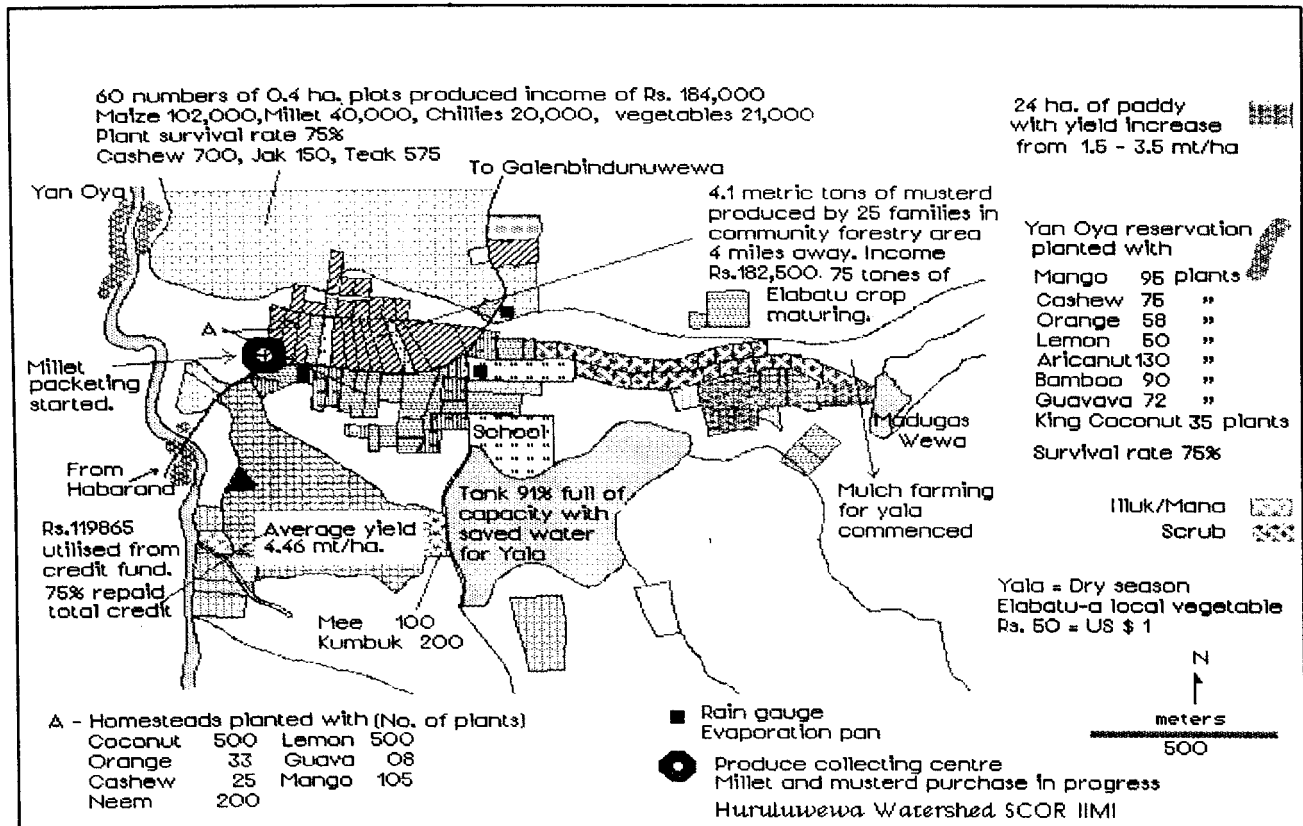 60 numbers of 0.4 ha. plots produced income of Rs. 184,000
Maize 102,000, Millet 40,000, Chillies 20,000, vegetables 21,000
Plant survival rate 75%
Cashew 700, Jak 150, Teak 575
24 ha. of paddy
with yield increase
from 1.5 - 3.5 mt/ha
To Galenbindunuwewa
Yan Oya
4.1 metric tons of musterd
produced by 25 families in
community forestry area
4 miles away. Income
Rs.182,500. 75 tones of
Elabatu crop
maturing.
Yan Oya reservation
planted with
Mango 95 plants
Cashew 75 "
Orange 58 "
Lemon 50 "
Aricanut 130 "
Bamboo 90 "
Guavava 72 "
King Coconut 35 plants
Survival rate 75%
A
Millet
packeting
started.
School
Madugas
Wewa
From
Habarana
Tank 91% full of
capacity with
saved water
for Yala
Mulch farming
for yala
commenced
Illuk/Mana
Scrub
Rs.119865
utilised from
credit fund.
75% repaid
total credit
Average yield
4.46 mt/ha.
Mee 100
Kumbuk 200
Yala = Dry season
Elabatu-a local vegetable
Rs. 50 = US $ 1
N
meters
500
A - Homesteads planted with (No. of plants)
Coconut 500 Lemon 500
Orange 33 Guava 08
Cashew 25 Mango 105
Neem 200
Rain gauge
Evaporation pan
Produce collecting centre
Millet and musterd purchase in progress
Huruluwewa Watershed SCOR IIMI